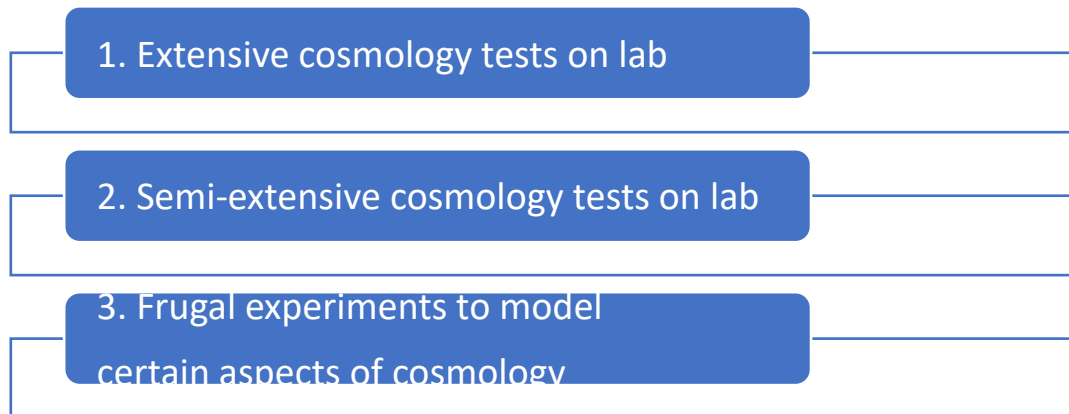 1. Extensive cosmology tests on lab
2. Semi-extensive cosmology tests on lab
3. Frugal experiments to model
certain aspects of cosmology